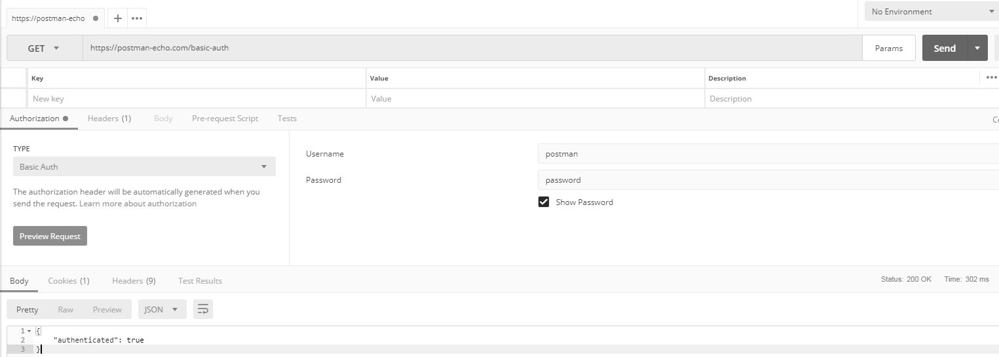 https://postman-echo
No Environment
GET https://postman-echo.com/basic-auth Params Send
Key Value Description
New key Value Description
Authorization Headers (1) Body Pre-request Script Tests
TYPE
Basic Auth
The authorization header will be automatically generated when you
send the request. Learn more about authorization
Preview Request
Username postman
Password password
Show Password
Body Cookies (1) Headers (9) Test Results Status: 200 OK Time: 302 ms
Pretty Raw Preview JSON
1 {
2 "authenticated": true
3 }